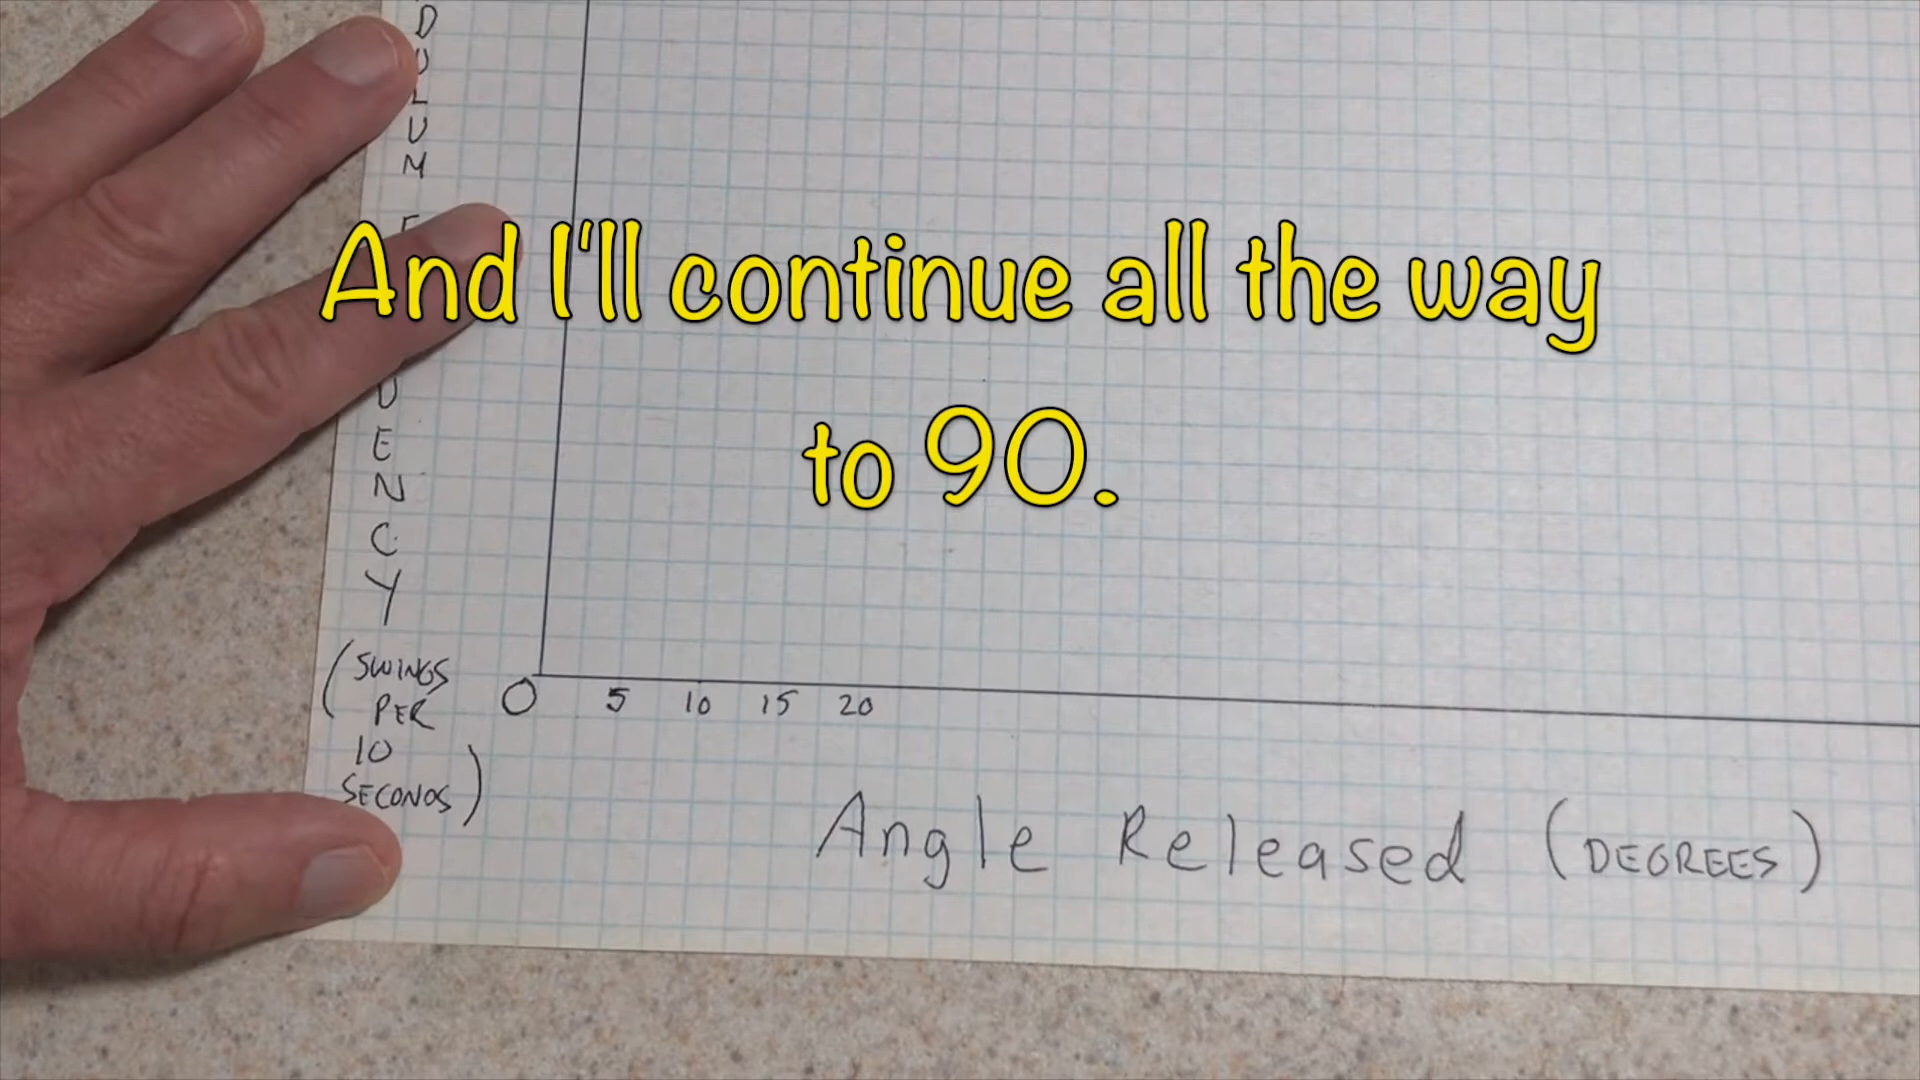 D
U
L
U
M
F
U
E
N
C
Y
(SWINGS
PER
10
SECONDS)
And I'll continue all the way
to 90.
0 5 10 15 20
Angle Released (DEGREES)